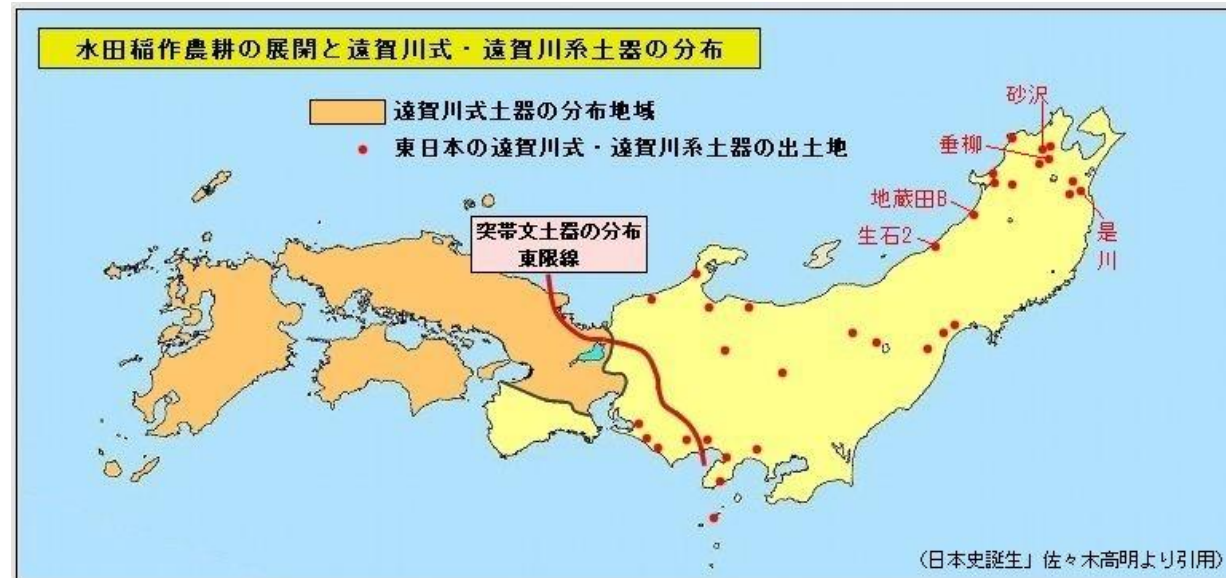 水田稲作農耕の展開と遠賀川式・遠賀川系土器の分布
遠賀川式土器の分布地域
東日本の遠賀川式・遠賀川系土器の出土地
砂沢
垂柳
地蔵田B
生石2
是川
突帯文土器の分布
東限線
(日本史誕生」佐々木高明より引用)